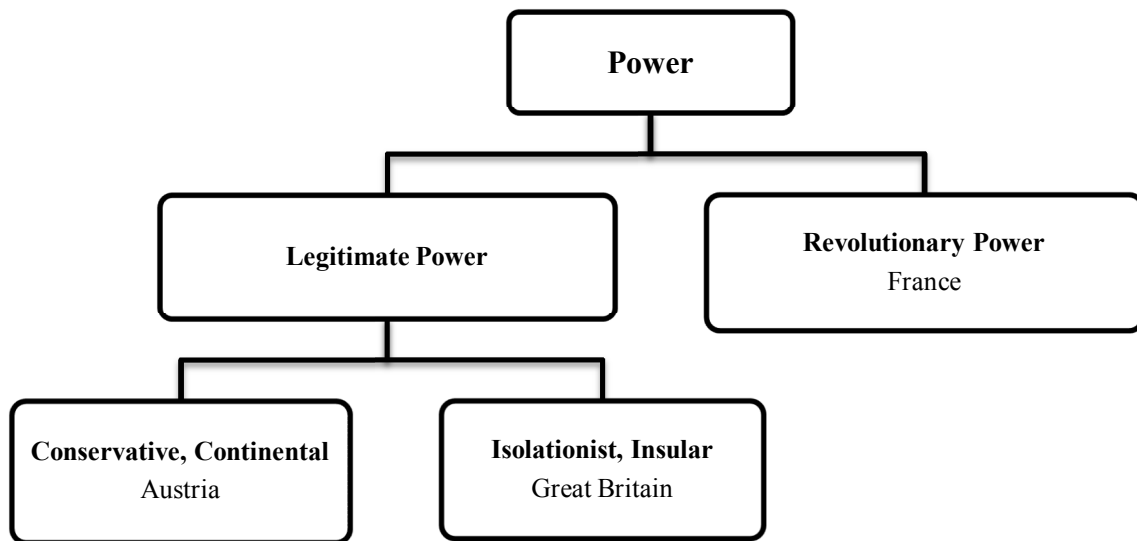 Power
Legitimate Power
Revolutionary Power
France
Conservative, Continental
Austria
Isolationist, Insular
Great Britain